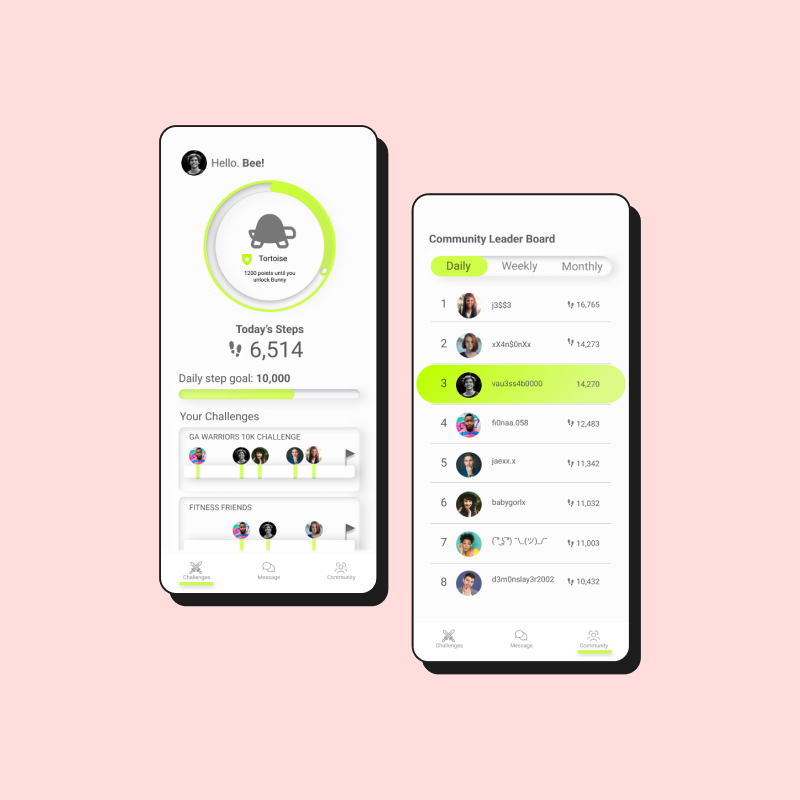 Hello. Bee!
Tortoise
1200 points until you
unlock Bunny
Today's Steps
6,514
Daily step goal: 10,000
Your Challenges
GA WARRIORS 10K CHALLENGE
FITNESS FRIENDS
Challenges Message Community
Community Leader Board
Daily Weekly Monthly
1 j3$$3 16,765
2 xX4n$0nXx 14,273
3 vau3ss4b0000 14,270
4 fi0naa.058 12,483
5 jaexx.x 11,342
6 babygorlx 11,032
7 11,003
8 d3m0nslay3r2002 10,432
Challenges Message Community